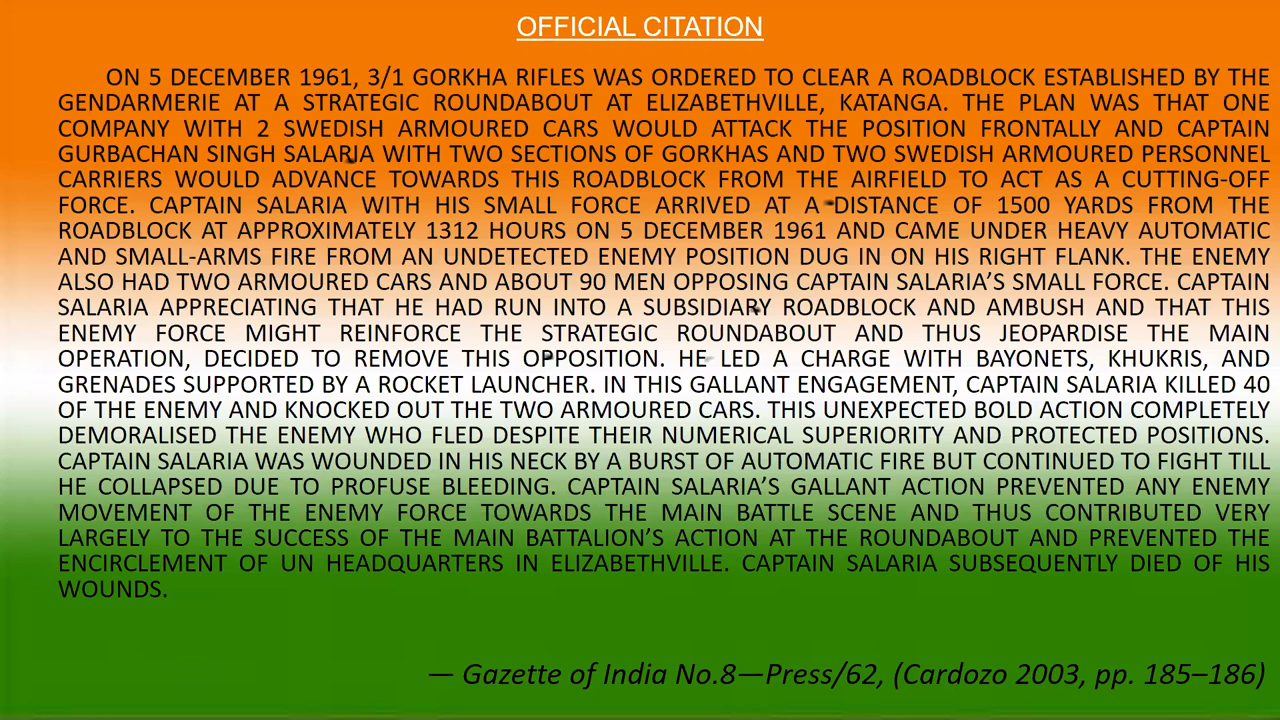 OFFICIAL CITATION
ON 5 DECEMBER 1961, 3/1 GORKHA RIFLES WAS ORDERED TO CLEAR A ROADBLOCK ESTABLISHED BY THE
GENDARMERIE AT A STRATEGIC ROUNDABOUT AT ELIZABETHVILLE, KATANGA. THE PLAN WAS THAT ONE
COMPANY WITH 2 SWEDISH ARMOURED CARS WOULD ATTACK THE POSITION FRONTALLY AND CAPTAIN
GURBACHAN SINGH SALARIA WITH TWO SECTIONS OF GORKHAS AND TWO SWEDISH ARMOURED PERSONNEL
CARRIERS WOULD ADVANCE TOWARDS THIS ROADBLOCK FROM THE AIRFIELD TO ACT AS A CUTTING-OFF
FORCE. CAPTAIN SALARIA WITH HIS SMALL FORCE ARRIVED AT A DISTANCE OF 1500 YARDS FROM THE
ROADBLOCK AT APPROXIMATELY 1312 HOURS ON 5 DECEMBER 1961 AND CAME UNDER HEAVY AUTOMATIC
AND SMALL-ARMS FIRE FROM AN UNDETECTED ENEMY POSITION DUG IN ON HIS RIGHT FLANK. THE ENEMY
ALSO HAD TWO ARMOURED CARS AND ABOUT 90 MEN OPPOSING CAPTAIN SALARIA'S SMALL FORCE. CAPTAIN
SALARIA APPRECIATING THAT HE HAD RUN INTO A SUBSIDIARY ROADBLOCK AND AMBUSH AND THAT THIS
ENEMY FORCE MIGHT REINFORCE THE STRATEGIC ROUNDABOUT AND THUS JEOPARDISE THE MAIN
OPERATION, DECIDED TO REMOVE THIS OPPOSITION. HE LED A CHARGE WITH BAYONETS, KHUKRIS, AND
GRENADES SUPPORTED BY A ROCKET LAUNCHER. IN THIS GALLANT ENGAGEMENT, CAPTAIN SALARIA KILLED 40
OF THE ENEMY AND KNOCKED OUT THE TWO ARMOURED CARS. THIS UNEXPECTED BOLD ACTION COMPLETELY
DEMORALISED THE ENEMY WHO FLED DESPITE THEIR NUMERICAL SUPERIORITY AND PROTECTED POSITIONS.
CAPTAIN SALARIA WAS WOUNDED IN HIS NECK BY A BURST OF AUTOMATIC FIRE BUT CONTINUED TO FIGHT TILL
HE COLLAPSED DUE TO PROFUSE BLEEDING. CAPTAIN SALARIA'S GALLANT ACTION PREVENTED ANY ENEMY
MOVEMENT OF THE ENEMY FORCE TOWARDS THE MAIN BATTLE SCENE AND THUS CONTRIBUTED VERY
LARGELY TO THE SUCCESS OF THE MAIN BATTALION'S ACTION AT THE ROUNDABOUT AND PREVENTED THE
ENCIRCLEMENT OF UN HEADQUARTERS IN ELIZABETHVILLE. CAPTAIN SALARIA SUBSEQUENTLY DIED OF HIS
WOUNDS.
— Gazette of India No.8—Press/62, (Cardozo 2003, pp. 185–186)